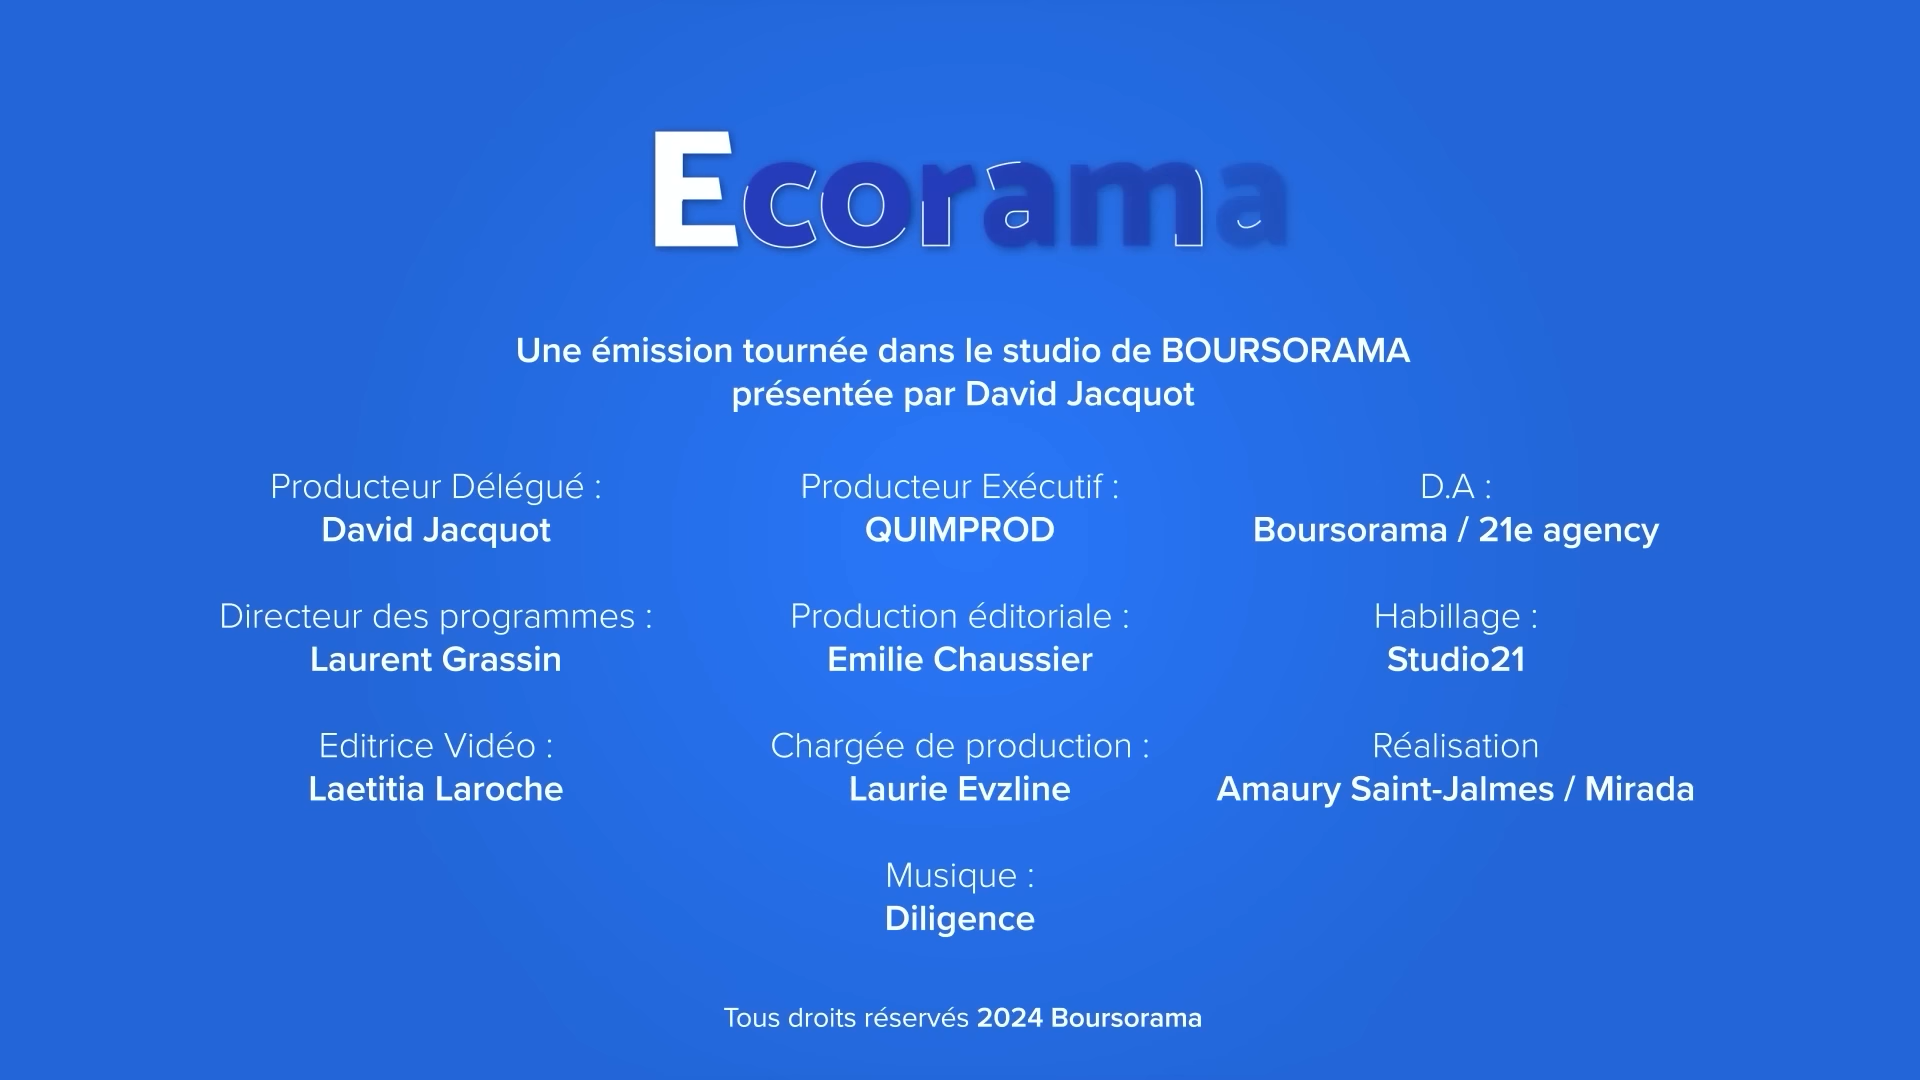 Ecorama
Une émission tournée dans le studio de BOURSORAMA
présentée par David Jacquot
Producteur Délégué :
David Jacquot
Producteur Exécutif :
QUIMPROD
D.A :
Boursorama / 21e agency
Directeur des programmes :
Laurent Grassin
Production éditoriale :
Emilie Chaussier
Habillage :
Studio21
Editrice Vidéo :
Laetitia Laroche
Chargée de production :
Laurie Evzline
Réalisation
Amaury Saint-Jalmes / Mirada
Musique :
Diligence
Tous droits réservés 2024 Boursorama